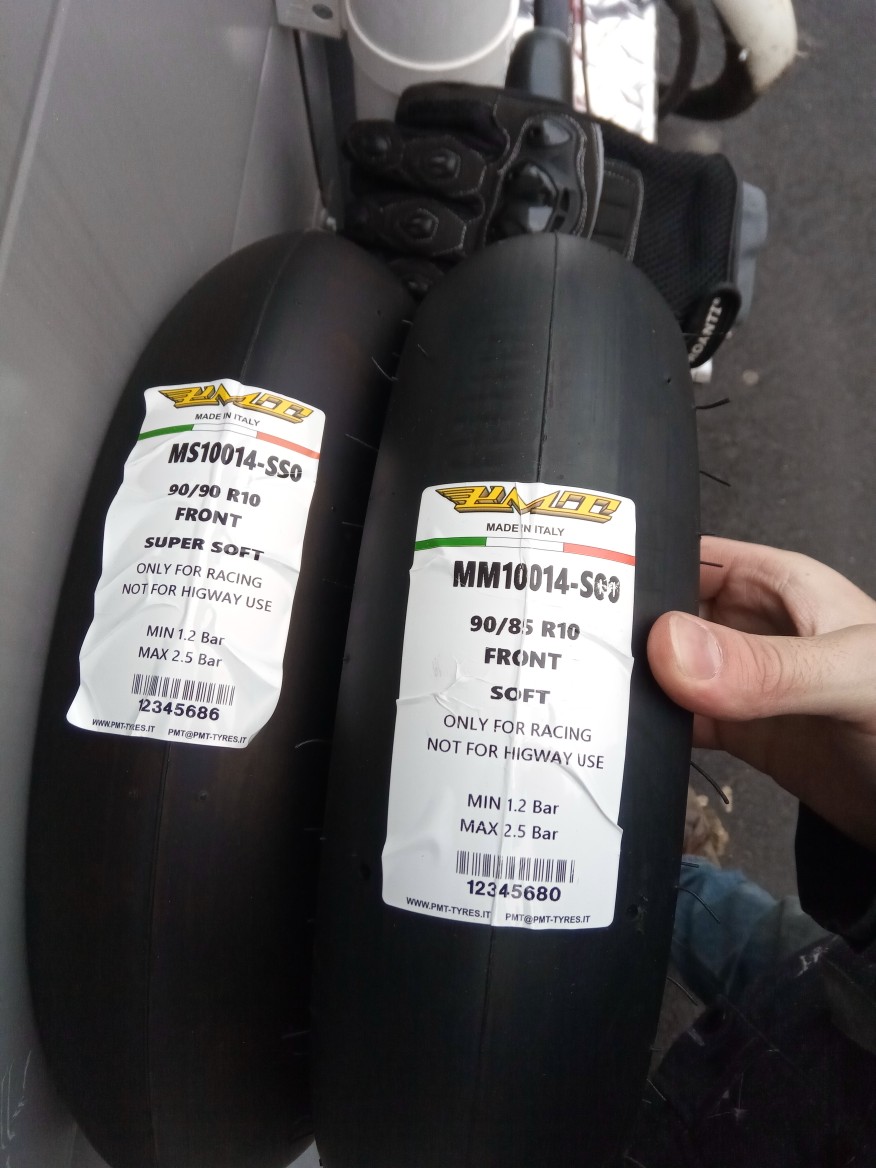 PMT
MADE IN ITALY
MS10014-SS0
90/90 R10
FRONT
SUPER SOFT
ONLY FOR RACING
NOT FOR HIGWAY USE
MIN 1.2 Bar
MAX 2.5 Bar
12345686
WWW.PMT-TYRES.IT PMT@PMT-TYRES.IT
PMT
MADE IN ITALY
MM10014-S00
90/85 R10
FRONT
SOFT
ONLY FOR RACING
NOT FOR HIGWAY USE
MIN 1.2 Bar
MAX 2.5 Bar
12345680
WWW.PMT-TYRES.IT PMT@PMT-TYRES.IT